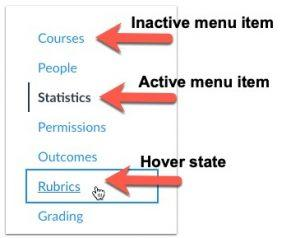 Inactive menu item
Courses
People
Active menu item
Statistics
Permissions
Outcomes
Hover state
Rubrics
Grading